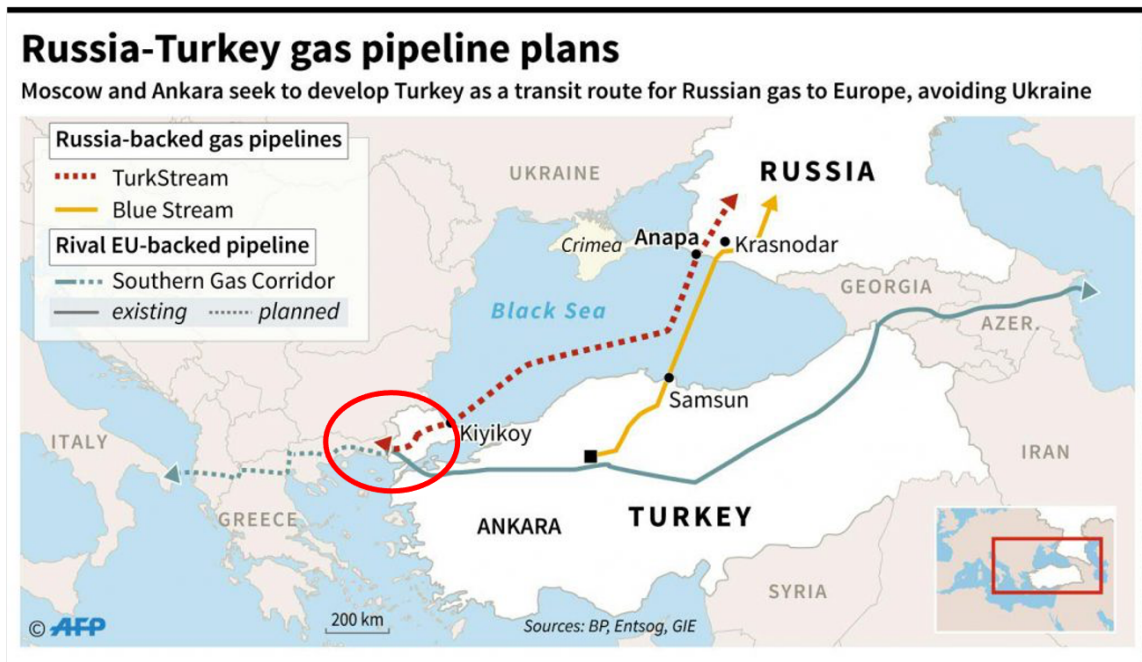 Russia-Turkey gas pipeline plans
Moscow and Ankara seek to develop Turkey as a transit route for Russian gas to Europe, avoiding Ukraine
Russia-backed gas pipelines
TurkStream
Blue Stream
Rival EU-backed pipeline
Southern Gas Corridor
existing planned
UKRAINE
RUSSIA
Crimea
Anapa
Krasnodar
GEORGIA
Black Sea
AZER.
Samsun
Kiyikoy
ITALY
IRAN
GREECE
ANKARA
TURKEY
SYRIA
© AFP
200 km
Sources: BP, Entsog, GIE